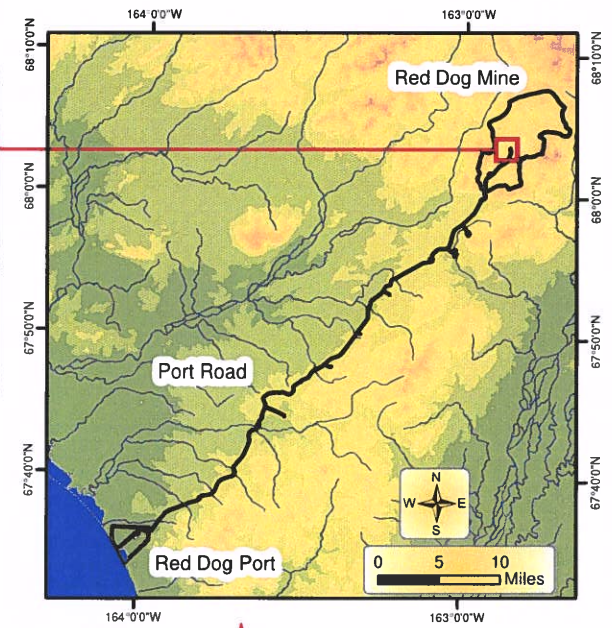 164°0'0"W
163°0'0"W
68°10'0"N
68°10'0"N
Red Dog Mine
68°0'0"N
68°0'0"N
67°50'0"N
67°50'0"N
Port Road
67°40'0"N
67°40'0"N
N
W
E
S
Red Dog Port
0
5
10
Miles
164°0'0"W
163°0'0"W